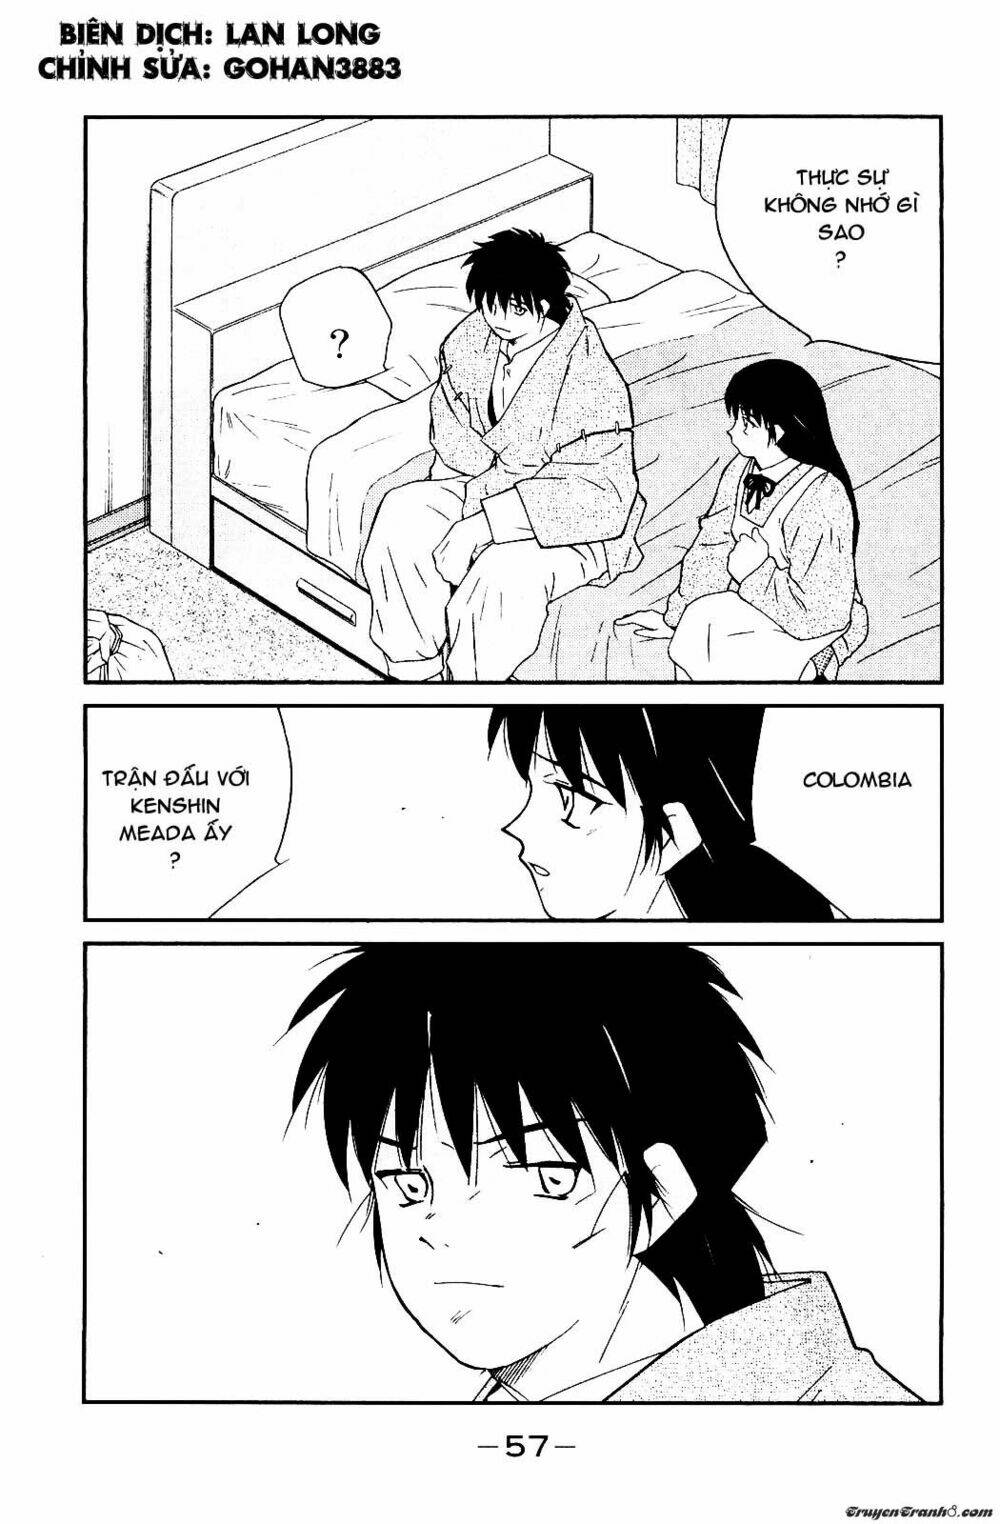 BIÊN DỊCH: LAN LONG
CHỈNH SỬA: GOHAN3883
THỰC SỰ
KHÔNG NHỚ GÌ
SAO
?
?
COLOMBIA
TRẬN ĐẤU VỚI
KENSHIN
MEADA ẤY
?
-57-
TruyenTranh8.com